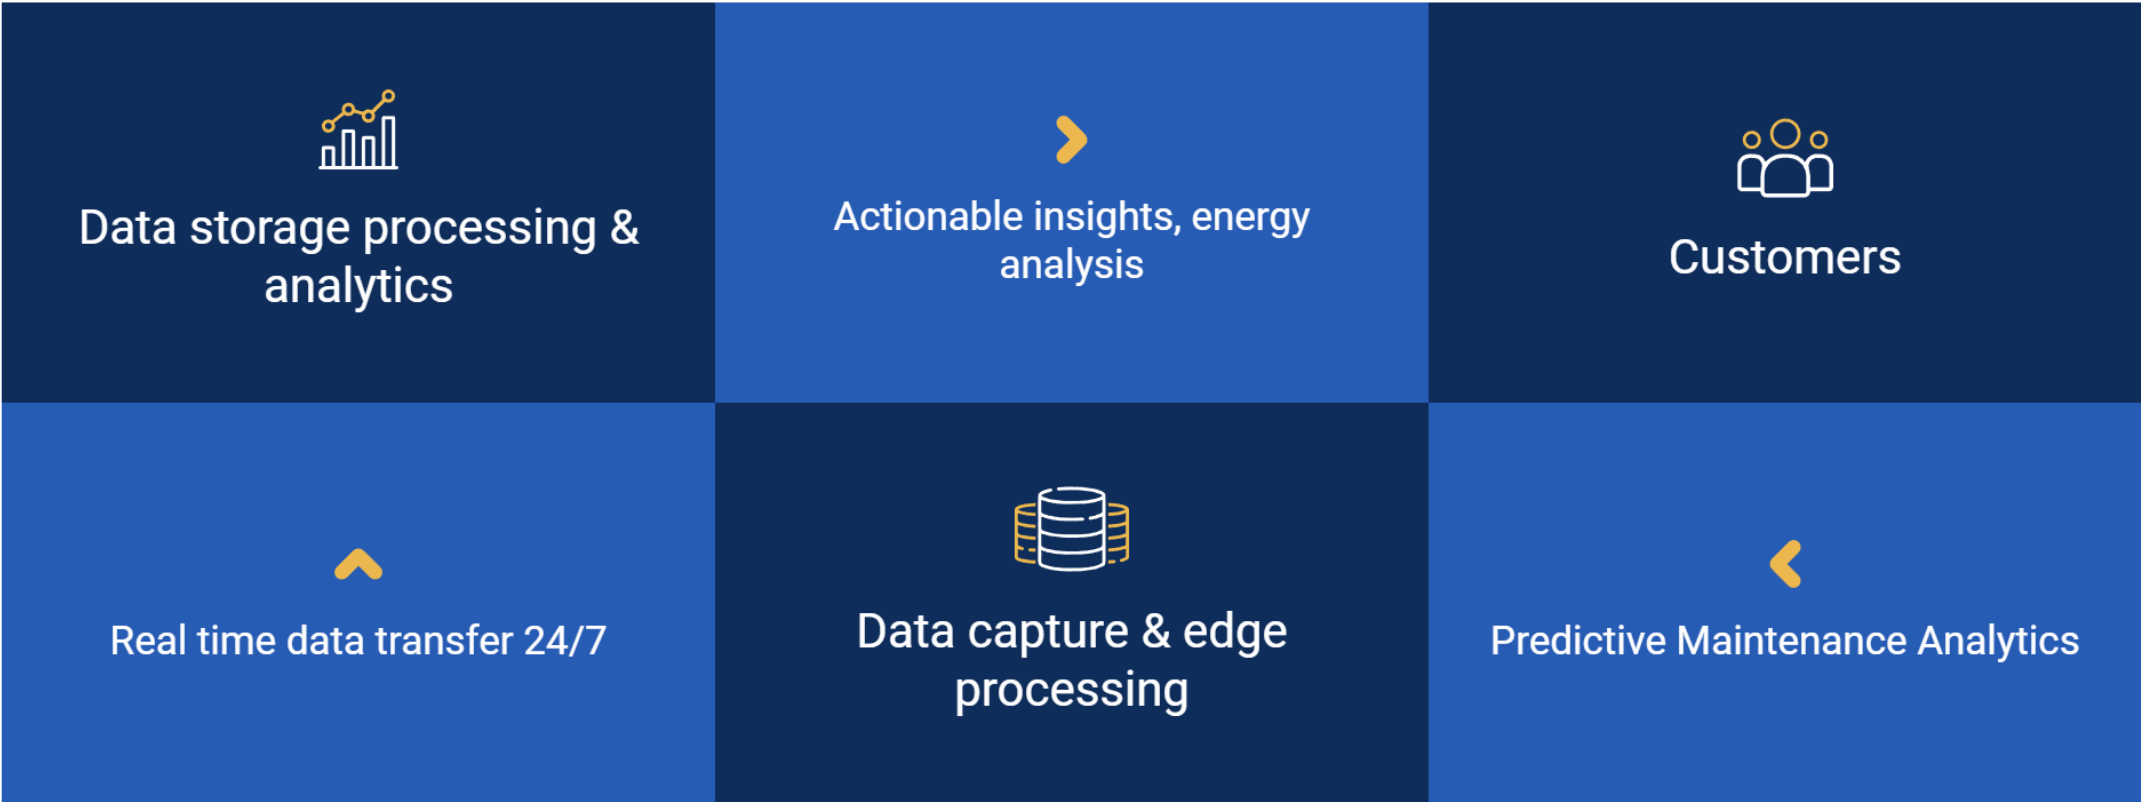 Data storage processing &
analytics
Actionable insights, energy
analysis
Customers
Real time data transfer 24/7
Data capture & edge
processing
Predictive Maintenance Analytics